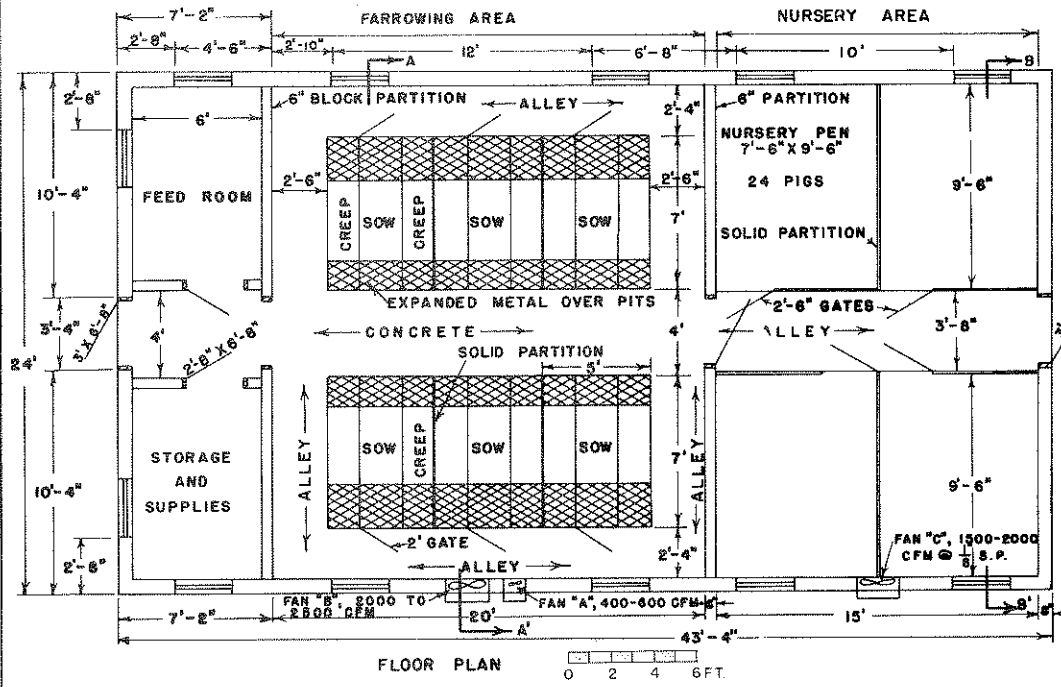 7'-2"
FARROWING AREA
NURSERY AREA
2'-8"
4'-6"
2'-10"
12'
6'-8"
10'
A
B
2'-8"
6" BLOCK PARTITION
ALLEY
2'-4"
6" PARTITION
6'
NURSERY PEN
7'-6" X 9'-6"
10'-4"
FEED ROOM
2'-6"
CREEP
SOW
CREEP
SOW
SOW
2'-6"
7'
24 PIGS
9'-6"
SOLID PARTITION
EXPANDED METAL OVER PITS
2'-6" GATES
24'
3'-4"
3' X 6'-8"
2'-8" X 6'-8"
CONCRETE
4'
ALLEY
3'-8"
SOLID PARTITION
5'
10'-4"
STORAGE
AND
SUPPLIES
ALLEY
SOW
CREEP
SOW
SOW
7'
ALLEY
9'-6"
2'-8"
2' GATE
ALLEY
2'-4"
FAN "C", 1500-2000
CFM @ 1/8 S.P.
7'-2"
FAN "B" 2000 TO
CFM
20'
FAN "A", 400-600 CFM
6"
15'
B'
6"
A'
43'-4"
FLOOR PLAN
0 2 4 6 FT.